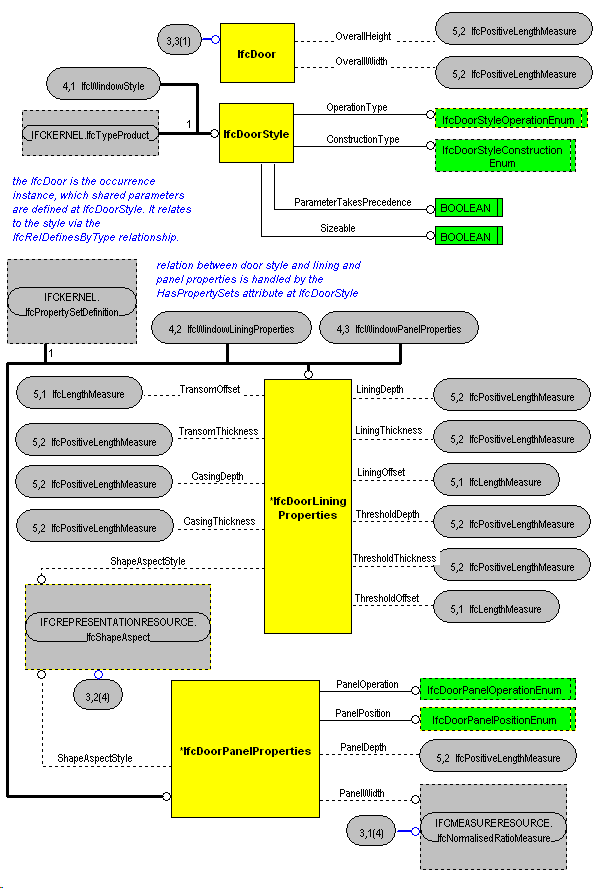 3,3(1)
IfcDoor
OverallHeight
5,2 IfcPositiveLengthMeasure
OverallWidth
5,2 IfcPositiveLengthMeasure
4,1 IfcWindowStyle
IFCKERNEL.IfcTypeProduct
1
IfcDoorStyle
OperationType
IfcDoorStyleOperationEnum
ConstructionType
IfcDoorStyleConstruction
Enum
ParameterTakesPrecedence
BOOLEAN
Sizeable
BOOLEAN
the IfcDoor is the occurrence
instance, which shared parameters
are defined at IfcDoorStyle. It relates
to the style via the
IfcRelDefinesByType relationship.
relation between door style and lining and
panel properties is handled by the
HasPropertySets attribute at IfcDoorStyle
IFCKERNEL.
IfcPropertySetDefinition
1
4,2 IfcWindowLiningProperties
4,3 IfcWindowPanelProperties
5,1 IfcLengthMeasure
TransomOffset
LiningDepth
5,2 IfcPositiveLengthMeasure
5,2 IfcPositiveLengthMeasure
TransomThickness
LiningThickness
5,2 IfcPositiveLengthMeasure
5,2 IfcPositiveLengthMeasure
CasingDepth
LiningOffset
5,1 IfcLengthMeasure
*IfcDoorLining
Properties
5,2 IfcPositiveLengthMeasure
CasingThickness
ThresholdDepth
5,2 IfcPositiveLengthMeasure
ShapeAspectStyle
ThresholdThickness
5,2 IfcPositiveLengthMeasure
ThresholdOffset
5,1 IfcLengthMeasure
IFCREPRESENTATIONRESOURCE.
IfcShapeAspect
3,2(4)
ShapeAspectStyle
*IfcDoorPanelProperties
PanelOperation
IfcDoorPanelOperationEnum
PanelPosition
IfcDoorPanelPositionEnum
PanelDepth
5,2 IfcPositiveLengthMeasure
PanelWidth
3,1(4)
IFCMEASURERESOURCE.
IfcNormalisedRatioMeasure